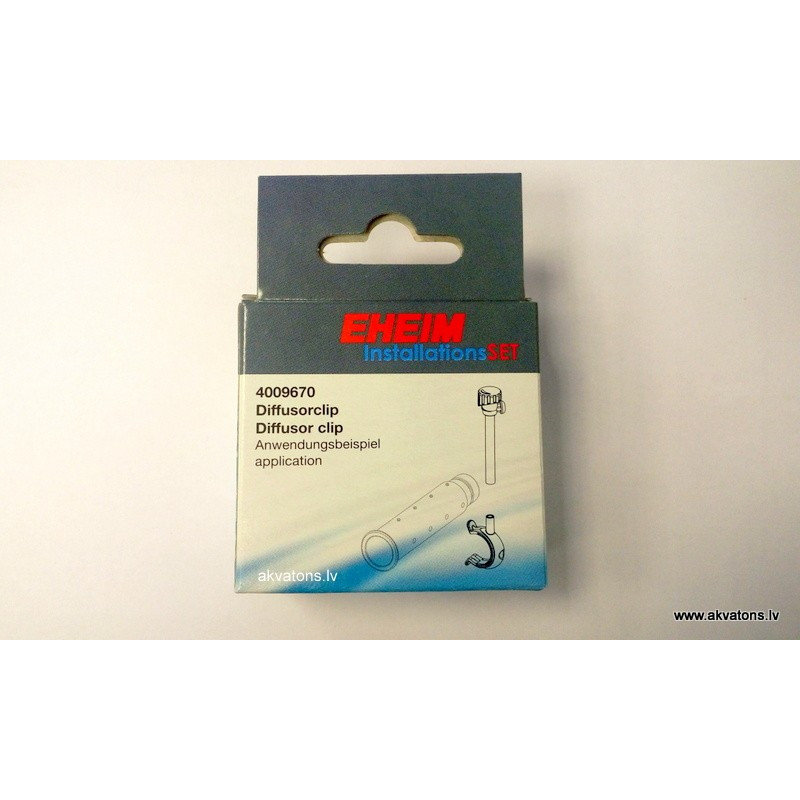 EHEIM
InstallationsSET
4009670
Diffusorclip
Diffusor clip
Anwendungsbeispiel
application
akvatons.lv
www.akvatons.lv